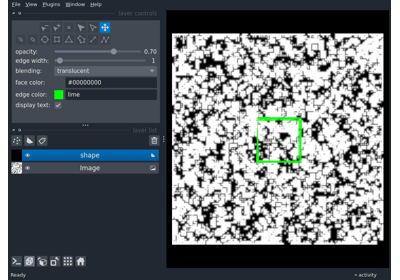 File View Plugins Window Help
layer controls
opacity: 0.70
edge width: 1
blending: translucent
face color: #00000000
edge color: lime
display text:
layer list
shape
Image
Ready
activity